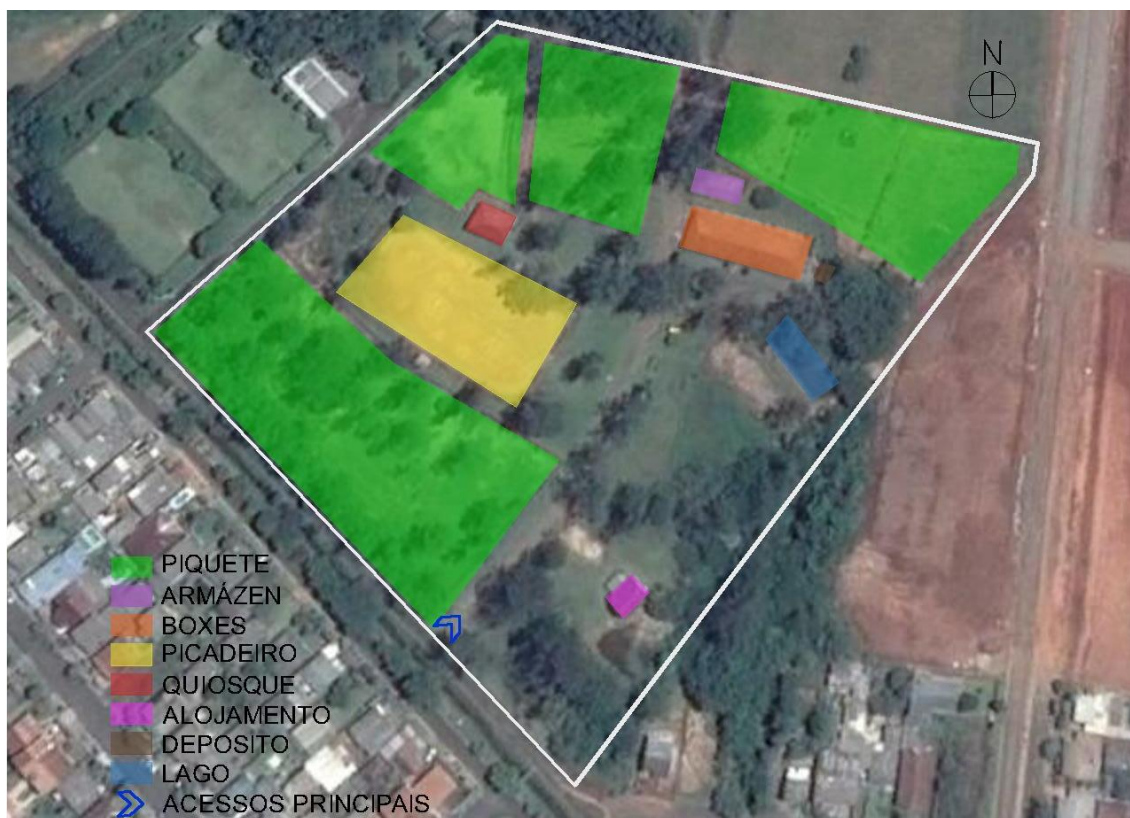 N
PIQUETE
ARMÁZEN
BOXES
PICADEIRO
QUIOSQUE
ALOJAMENTO
DEPOSITO
LAGO
ACESSOS PRINCIPAIS